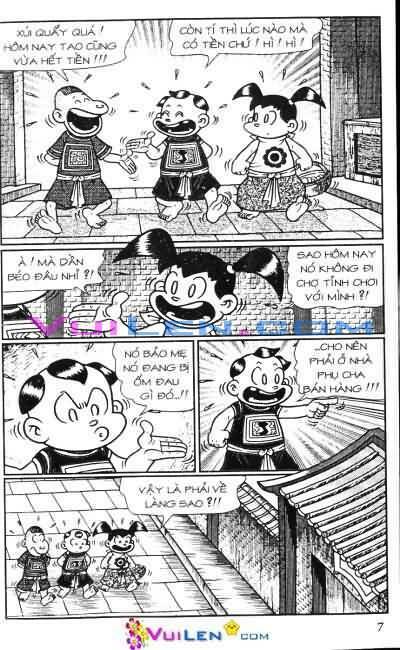 XÚI QUẨY QUÁ!
HÔM NAY TAO CŨNG
VỪA HẾT TIỀN !!!
CÒN TÍ THÌ LÚC NÀO MÀ
CÓ TIỀN CHỨ! HÌ! HÌ!
À! MÀ DẦN
BÉO ĐÂU NHỈ ?!
SAO HÔM NAY
NÓ KHÔNG ĐI
CHỢ TỈNH CHƠI
VỚI MÌNH ?!
VUILEN.COM
NÓ BẢO MẸ
NÓ ĐANG BỊ
ỐM ĐAU
GÌ ĐÓ..!!
..CHO NÊN
PHẢI Ở NHÀ
PHỤ CHA
BÁN HÀNG !!!
VẬY LÀ PHẢI VỀ
LÀNG SAO ?!!
7
VUILEN.COM